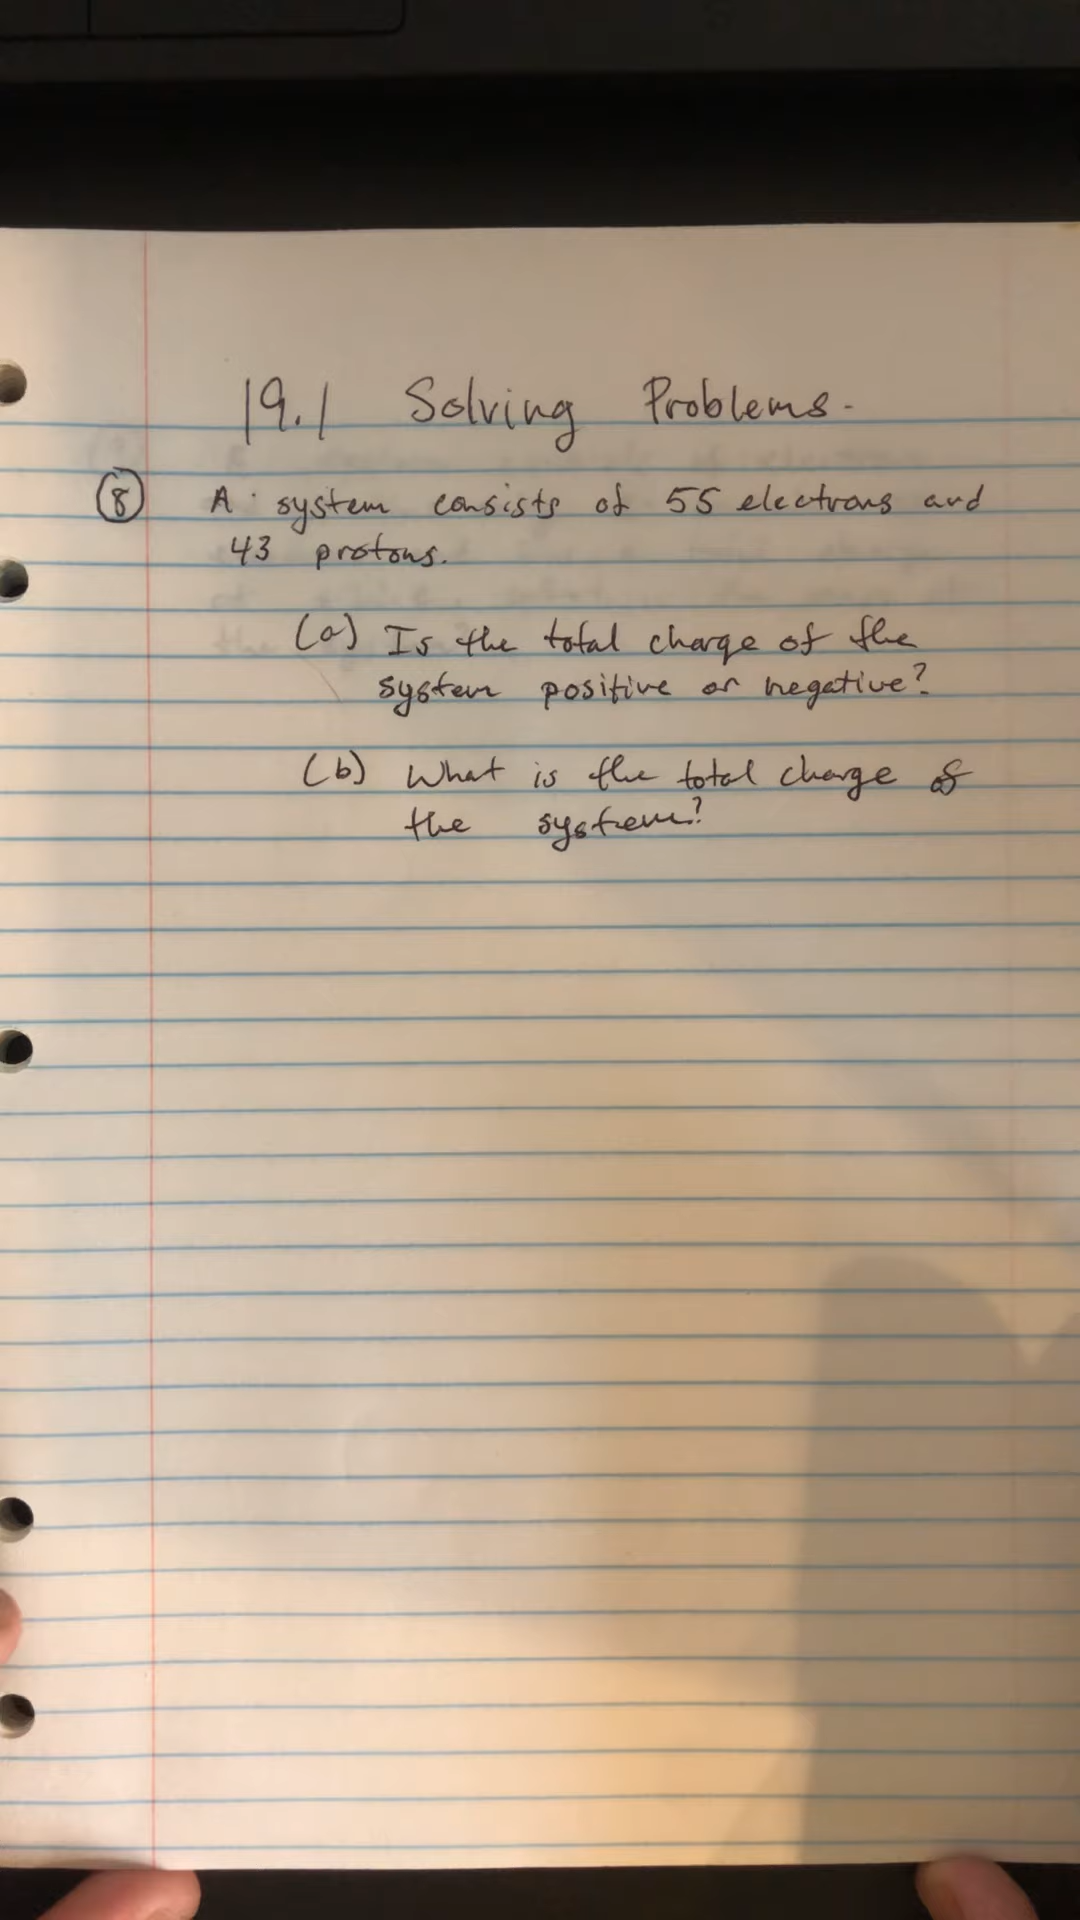 19.1 Solving Problems.
8 A system consists of 55 electrons and
43 protons.
(a) Is the total charge of the
system positive or negative?
(b) What is the total charge of
the system?